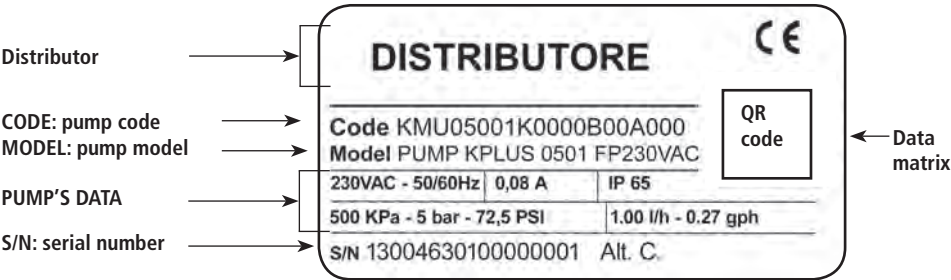 Distributor
DISTRIBUTORE
CE
CODE: pump code
MODEL: pump model
Code KMU05001K0000B00A000
Model PUMP KPLUS 0501 FP230VAC
QR
code
Data
matrix
PUMP'S DATA
230VAC - 50/60Hz 0,08 A IP 65
500 KPa - 5 bar - 72,5 PSI 1.00 l/h - 0.27 gph
S/N: serial number
S/N 13004630100000001 Alt. C.